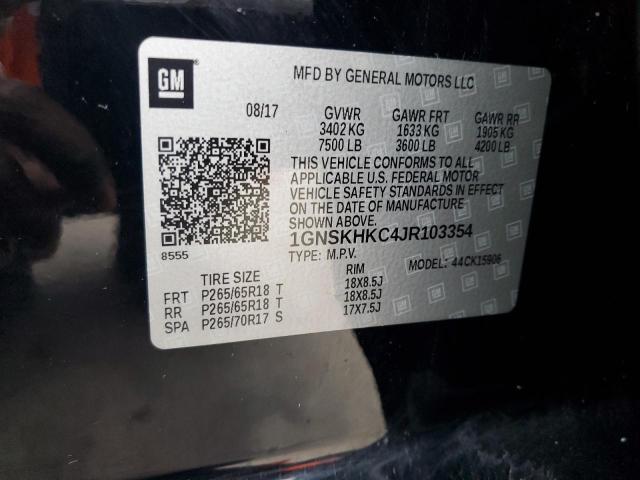 GM
MFD BY GENERAL MOTORS LLC
08/17 GVWR GAWR FRT GAWR RR
3402 KG 1633 KG 1905 KG
7500 LB 3600 LB 4200 LB
THIS VEHICLE CONFORMS TO ALL
APPLICABLE U.S. FEDERAL MOTOR
VEHICLE SAFETY STANDARDS IN EFFECT
ON THE DATE OF MANUFACTURE
SHOWN ABOVE.
1GNSKHKC4JR103354
8555 TYPE: M.P.V. MODEL: 44CK15906
TIRE SIZE RIM
FRT P265/65R18 T 18X8.5J
RR P265/65R18 T 18X8.5J
SPA P265/70R17 S 17X7.5J